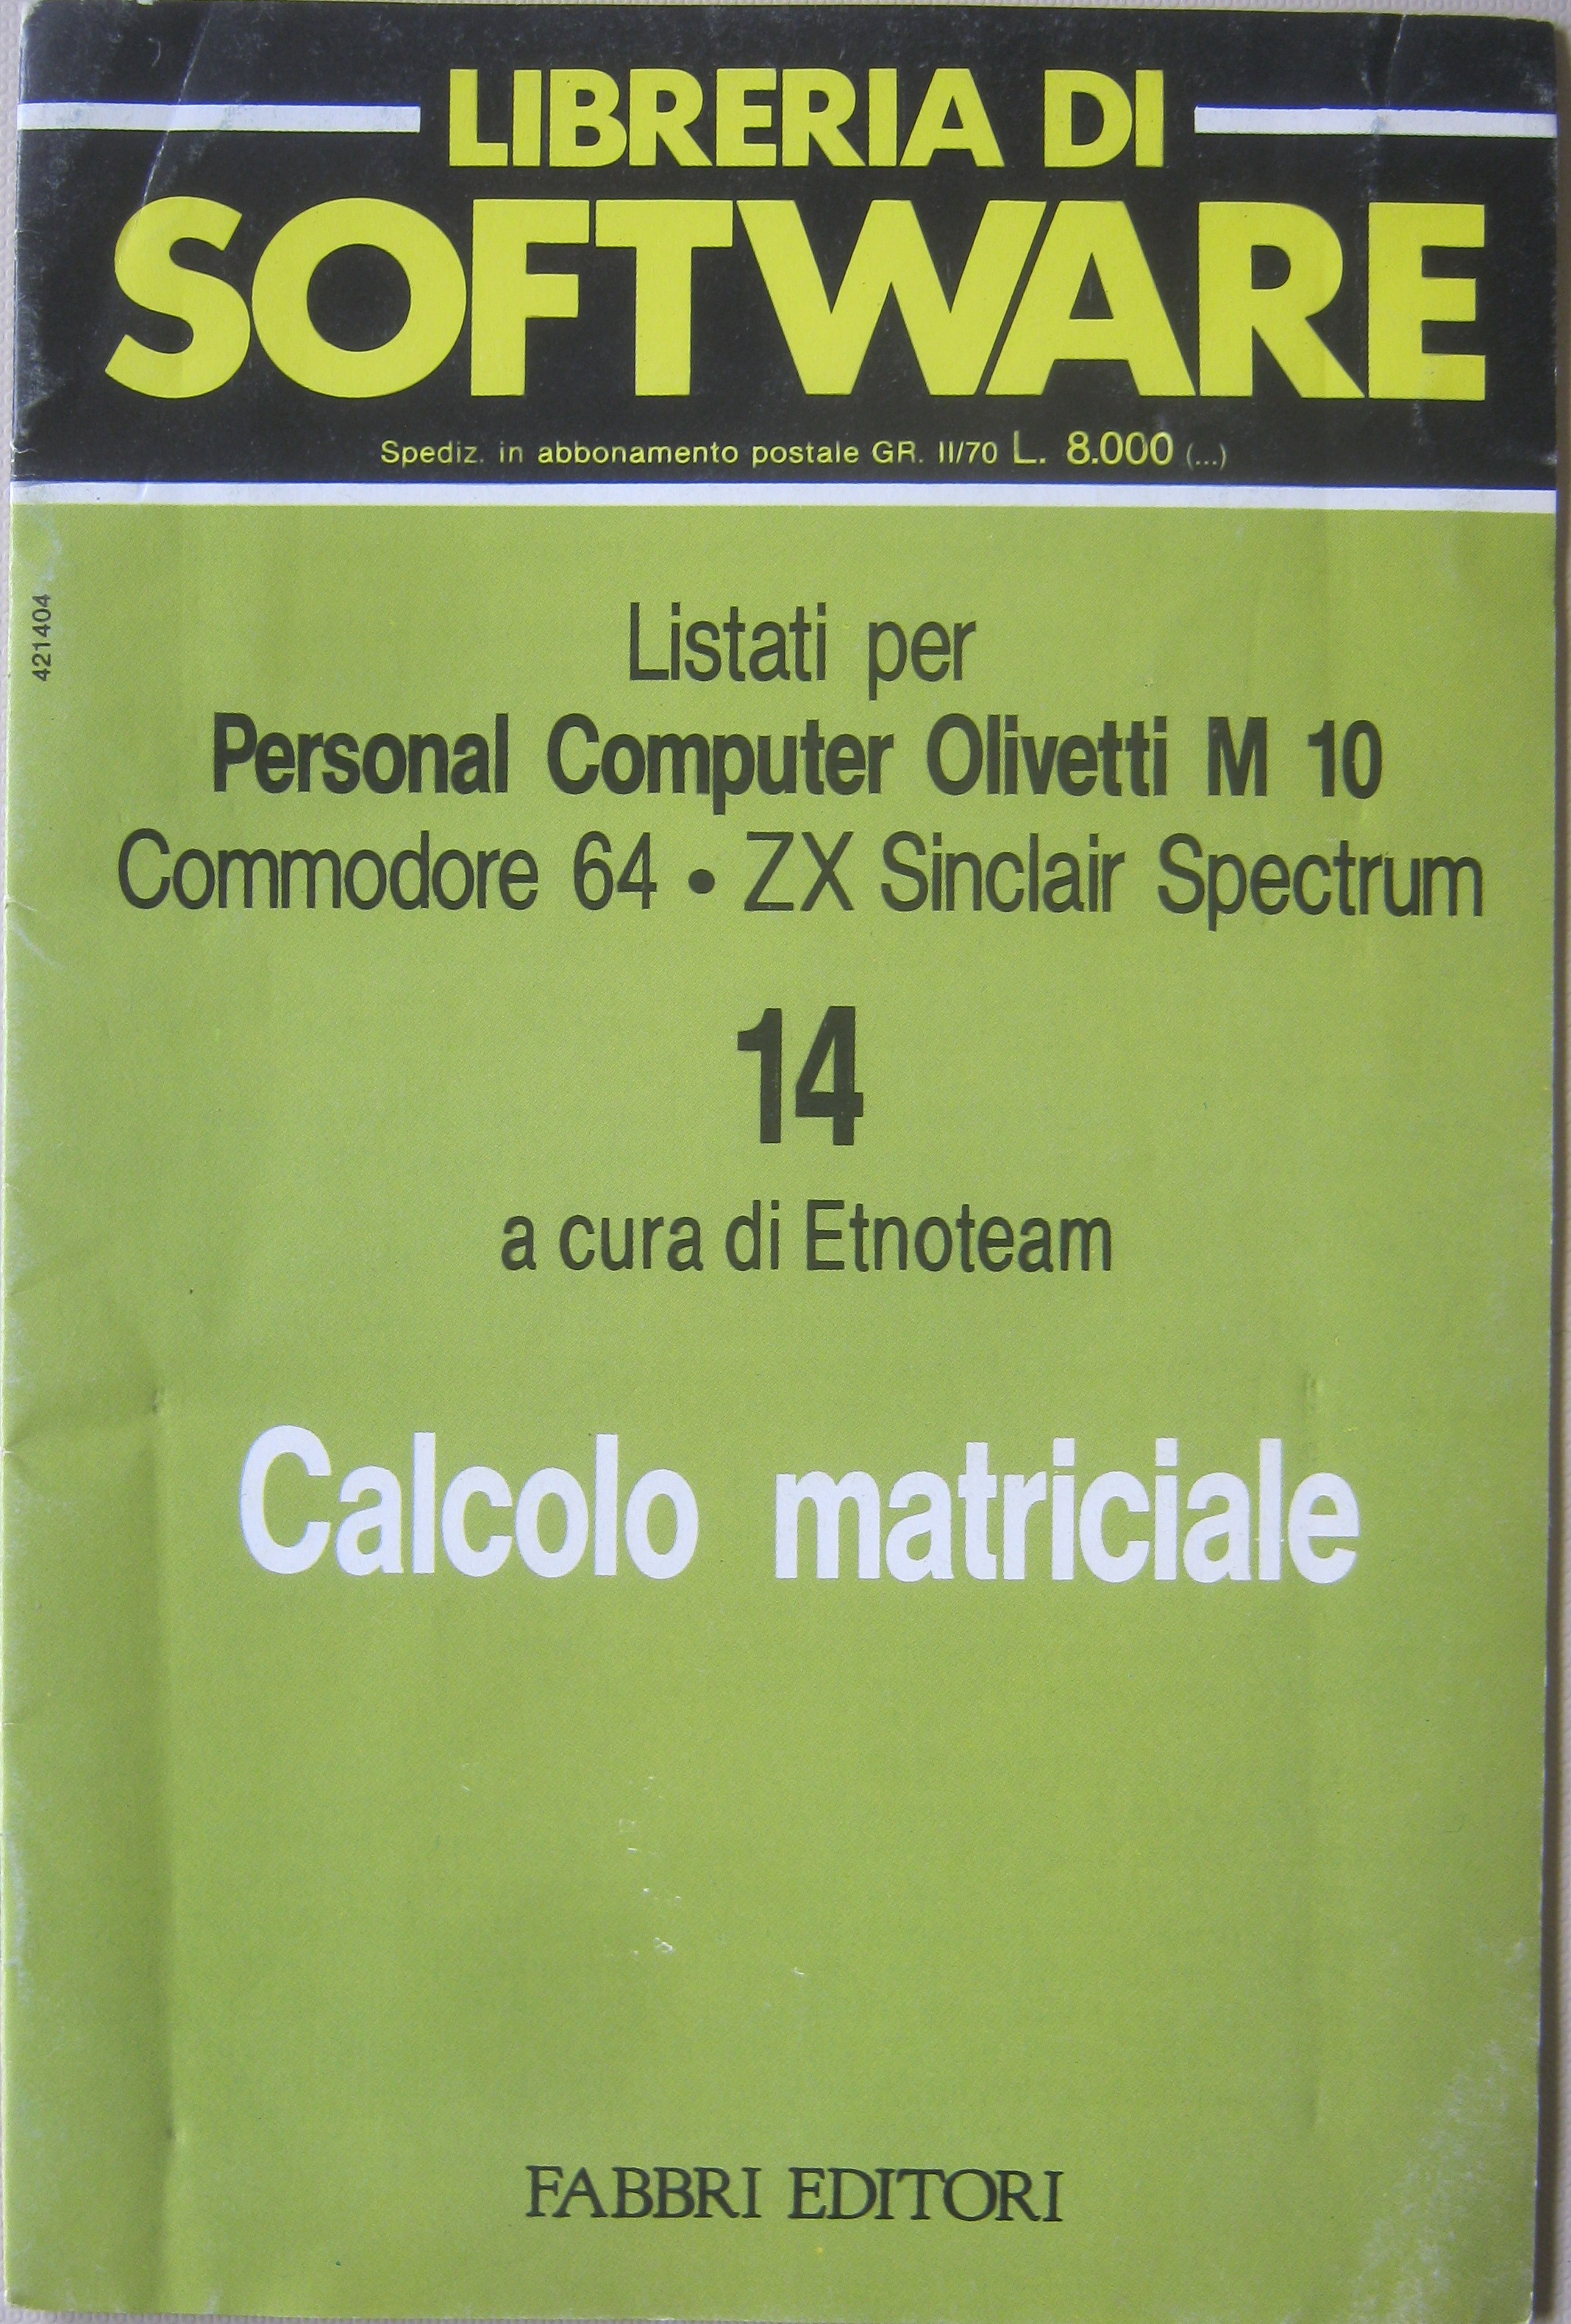 LIBRERIA DI
SOFTWARE
Spediz. in abbonamento postale GR. II/70 L. 8.000 (...)
421404
Listati per
Personal Computer Olivetti M 10
Commodore 64 • ZX Sinclair Spectrum
14
a cura di Etnoteam
Calcolo matriciale
FABBRI EDITORI